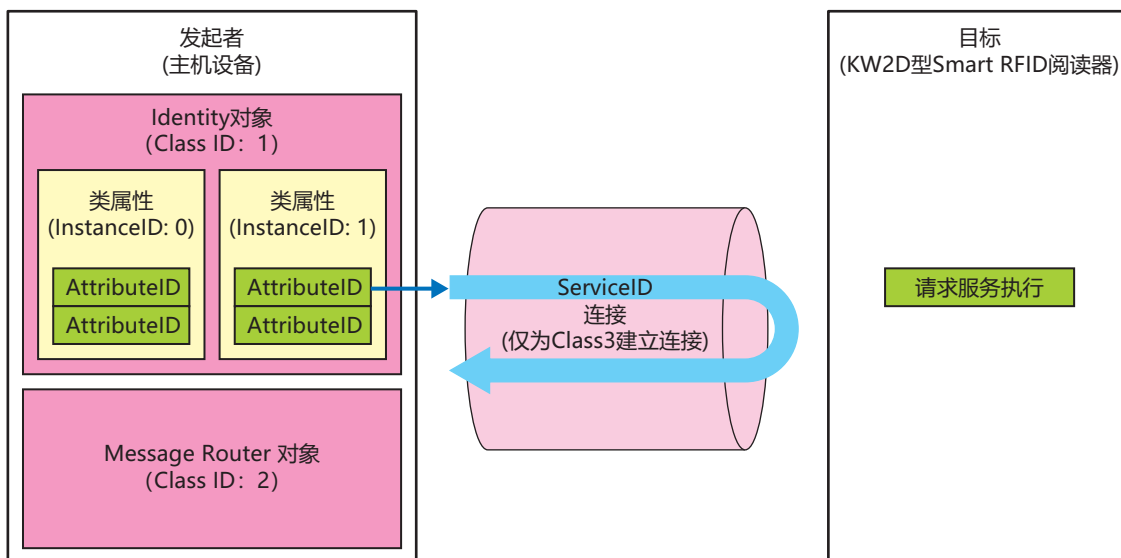 发起者
(主机设备)
Identity对象
(Class ID：1)
类属性
(InstanceID: 0)
AttributeID
AttributeID
类属性
(InstanceID: 1)
AttributeID
AttributeID
Message Router 对象
(Class ID：2)
ServiceID
连接
(仅为Class3建立连接)
目标
(KW2D型Smart RFID阅读器)
请求服务执行